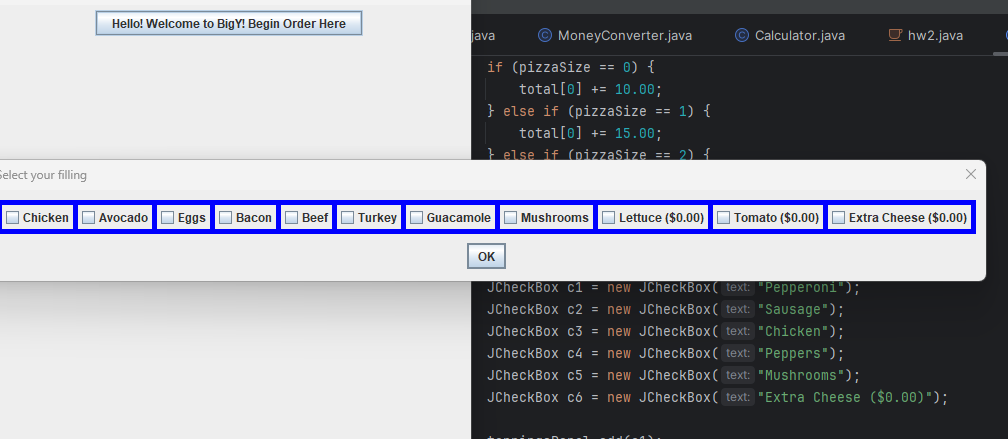 Hello! Welcome to BigY! Begin Order Here
java MoneyConverter.java Calculator.java hw2.java
if (pizzaSize == 0) {
total[0] += 10.00;
} else if (pizzaSize == 1) {
total[0] += 15.00;
} else if (pizzaSize == 2) {
Select your filling
Chicken Avocado Eggs Bacon Beef Turkey Guacamole Mushrooms Lettuce ($0.00) Tomato ($0.00) Extra Cheese ($0.00)
OK
JCheckBox c1 = new JCheckBox( text: "Pepperoni");
JCheckBox c2 = new JCheckBox( text: "Sausage");
JCheckBox c3 = new JCheckBox( text: "Chicken");
JCheckBox c4 = new JCheckBox( text: "Peppers");
JCheckBox c5 = new JCheckBox( text: "Mushrooms");
JCheckBox c6 = new JCheckBox( text: "Extra Cheese ($0.00)");